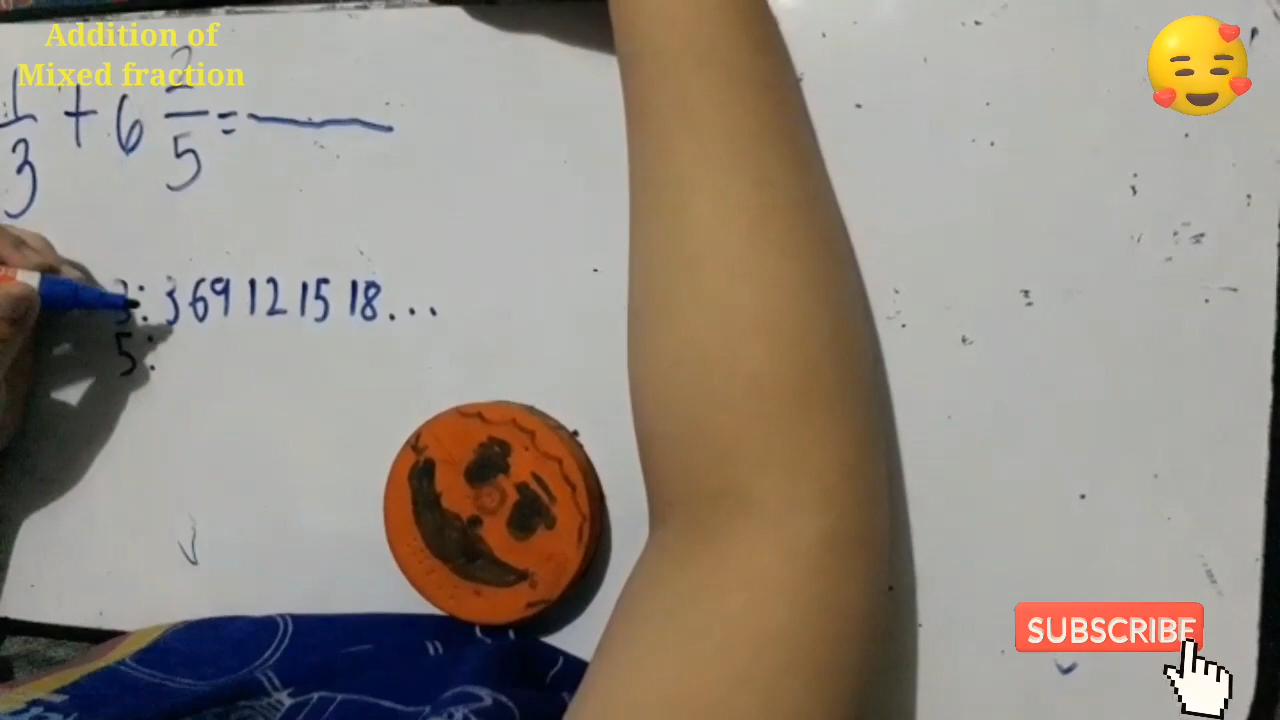 Addition of
Mixed fraction
1/3 + 6 2/5 =
3: 3 6 9 12 15 18...
5:
SUBSCRIBE